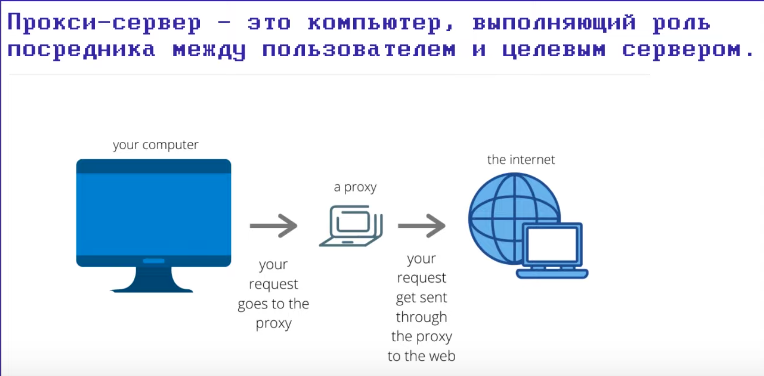 Прокси-сервер - это компьютер, выполняющий роль
посредника между пользователем и целевым сервером.
your computer
a proxy
the internet
your
request
goes to the
proxy
your
request
get sent
through
the proxy
to the web